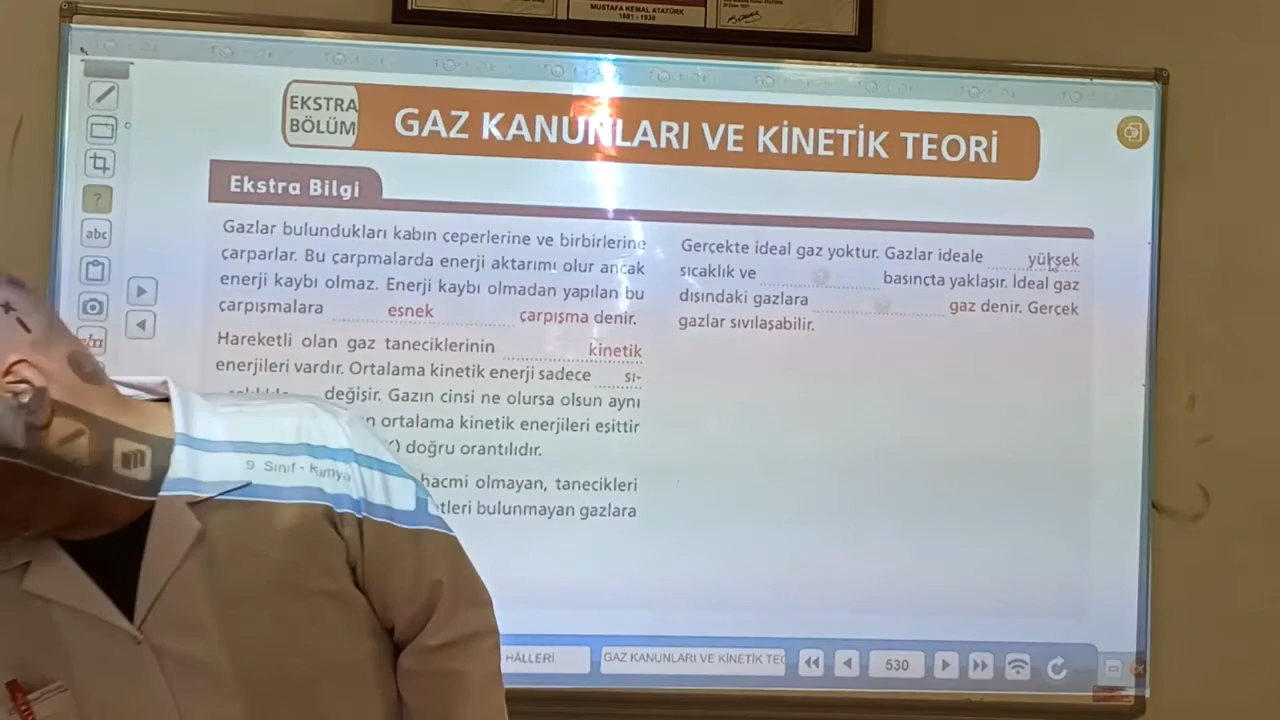 MUSTAFA KEMAL ATATÜRK
1881 - 1938
EKSTRA
BÖLÜM
GAZ KANUNLARI VE KİNETİK TEORİ
Ekstra Bilgi
Gazlar bulundukları kabın çeperlerine ve birbirlerine
çarparlar. Bu çarpmalarda enerji aktarımı olur ancak
enerji kaybı olmaz. Enerji kaybı olmadan yapılan bu
çarpışmalara esnek çarpışma denir.
Hareketli olan gaz taneciklerinin kinetik
enerjileri vardır. Ortalama kinetik enerji sadece sı-
değişir. Gazın cinsi ne olursa olsun aynı
ortalama kinetik enerjileri eşittir
doğru orantılıdır.
hacmi olmayan, tanecikleri
bulunmayan gazlara
Gerçekte ideal gaz yoktur. Gazlar ideale yüksek
sıcaklık ve basınçta yaklaşır. İdeal gaz
dışındaki gazlara gaz denir. Gerçek
gazlar sıvılaşabilir.
?
abc
9. Sınıf - Kimya
HÂLLERİ
GAZ KANUNLARI VE KİNETİK TEO
530